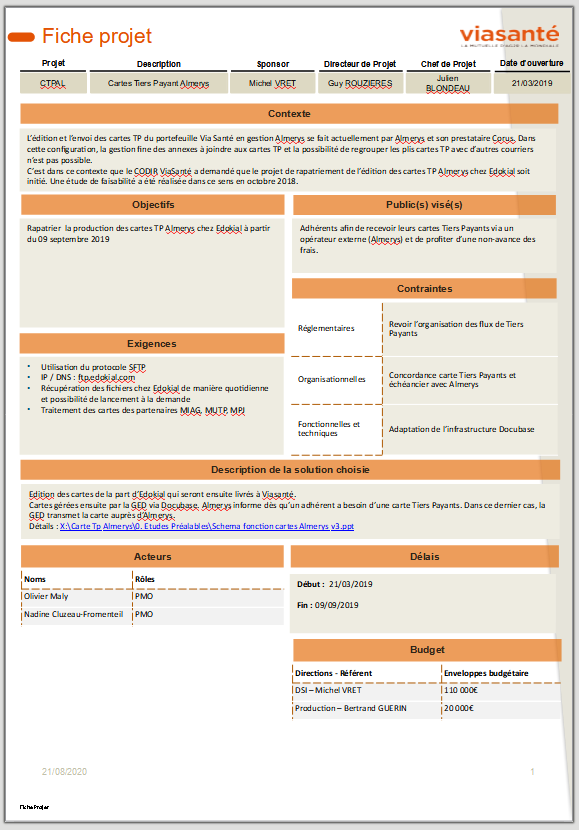 Fiche projet
viasanté
LA MUTUELLE D'AG2R LA MONDIALE
Projet Description Sponsor Directeur de Projet Chef de Projet Date d'ouverture
CTPAL Cartes Tiers Payant Almerys Michel VRET Guy ROUZIERES Julien BLONDEAU 21/03/2019
Contexte
L'édition et l'envoi des cartes TP du portefeuille Via Santé en gestion Almerys se fait actuellement par Almerys et son prestataire Corus. Dans
cette configuration, la gestion fine des annexes à joindre aux cartes TP et la possibilité de regrouper les plis cartes TP avec d'autres courriers
n'est pas possible.
C'est dans ce contexte que le CODIR ViaSanté a demandé que le projet de rapatriement de l'édition des cartes TP Almerys chez Edokial soit
initié. Une étude de faisabilité a été réalisée dans ce sens en octobre 2018.
Objectifs
Rapatrier la production des cartes TP Almerys chez Edokial à partir
du 09 septembre 2019
Public(s) visé(s)
Adhérents afin de recevoir leurs cartes Tiers Payants via un
opérateur externe (Almerys) et de profiter d'une non-avance des
frais.
Contraintes
Réglementaires Revoir l'organisation des flux de Tiers
Payants
Organisationnelles Concordance carte Tiers Payants et
échéancier avec Almerys
Fonctionnelles et
techniques Adaptation de l'infrastructure Docubase
Exigences
• Utilisation du protocole SFTP
• IP / DNS : ftp.edokial.com
• Récupération des fichiers chez Edokial de manière quotidienne
et possibilité de lancement à la demande
• Traitement des cartes des partenaires MIAG, MUTP, MPJ
Description de la solution choisie
Edition des cartes de la part d'Edokial qui seront ensuite livrés à Viasanté.
Cartes gérées ensuite par la GED via Docubase. Almerys informe dès qu'un adhérent a besoin d'une carte Tiers Payants. Dans ce dernier cas, la
GED transmet la carte auprès d'Almerys.
Détails : X:\Carte Tp Almerys\0. Etudes Préalables\Schema fonction cartes Almerys v3.ppt
Acteurs
Noms Rôles
Olivier Maly PMO
Nadine Cluzeau-Fromenteil PMO
Délais
Début : 21/03/2019
Fin : 09/09/2019
Budget
Directions - Référent Enveloppes budgétaire
DSI – Michel VRET 110 000€
Production – Bertrand GUERIN 20 000€
21/08/2020 1
Fiche Projet